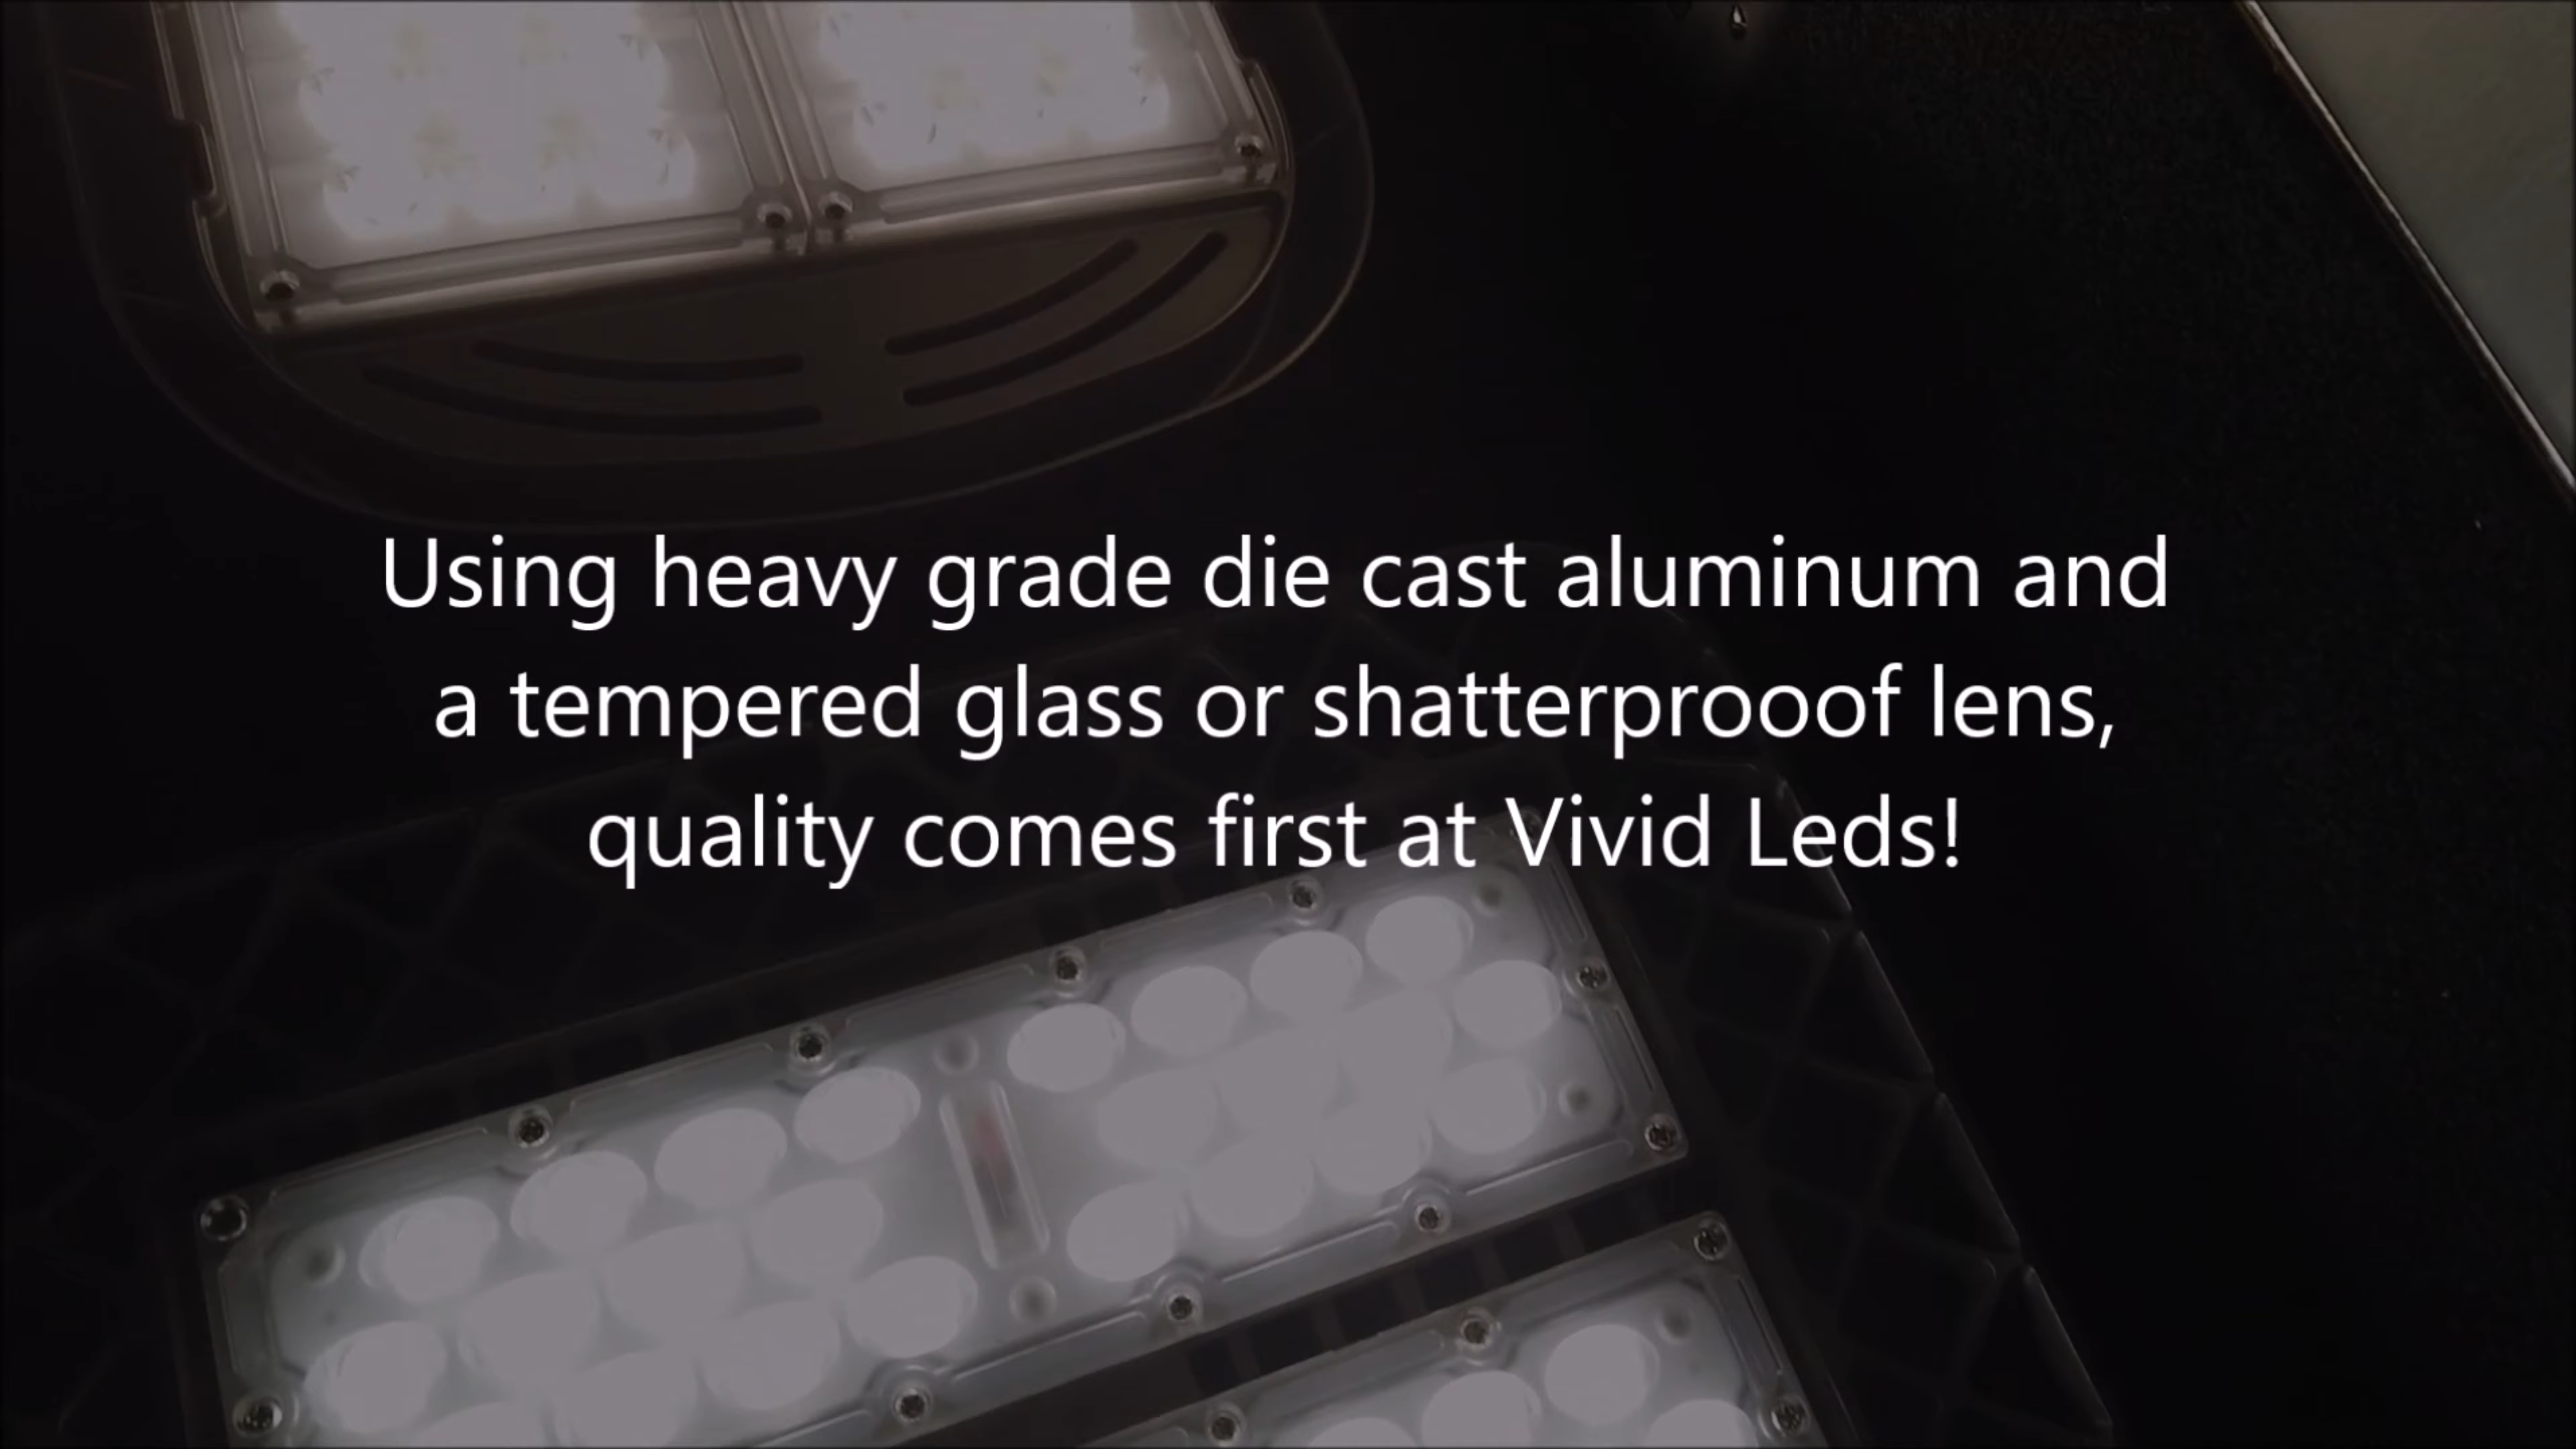 Using heavy grade die cast aluminum and
a tempered glass or shatterprooof lens,
quality comes first at Vivid Leds!